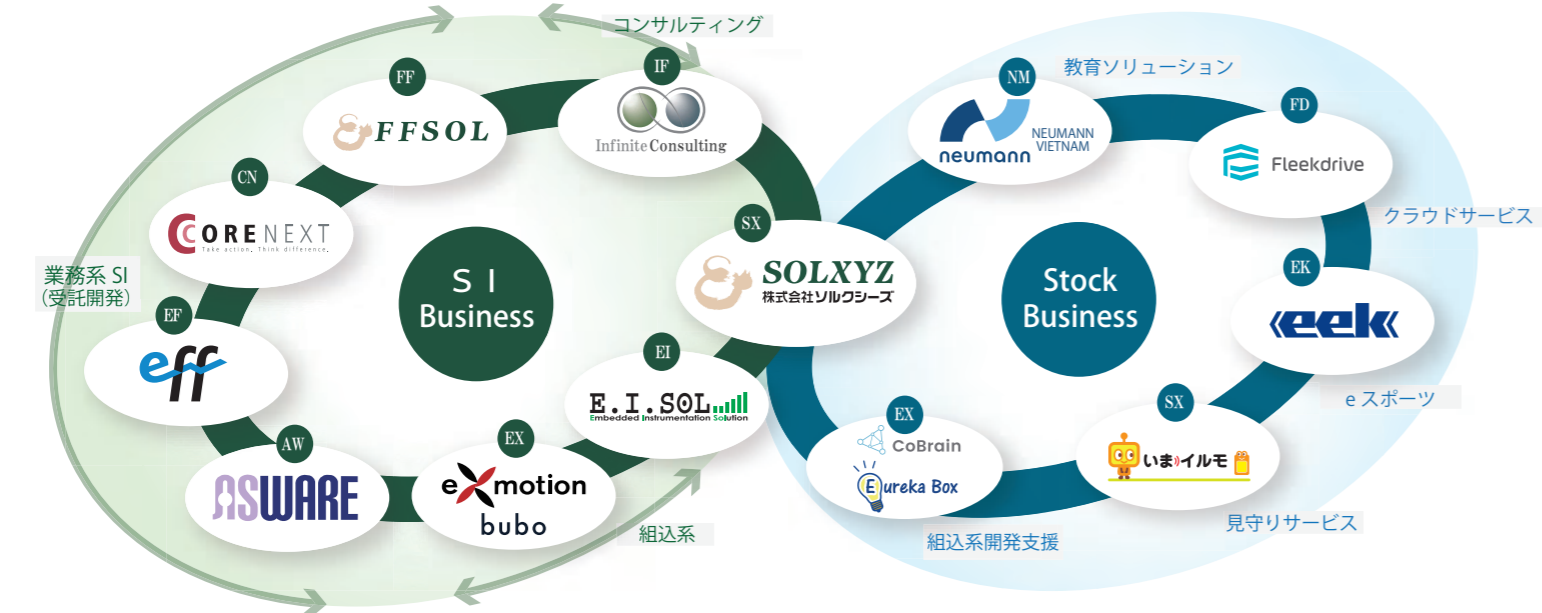 コンサルティング
IF
Infinite Consulting
FF
FFSOL
CN
CORENEXT
Take action. Think difference.
業務系 SI
（受託開発）
EF
eff
AW
ASWARE
EX
eXmotion
bubo
組込系
EI
E.I.SOL
Embedded Instrumentation Solution
S I
Business
SX
SOLXYZ
株式会社ソルクシーズ
NM
neumann
NEUMANN
VIETNAM
教育ソリューション
FD
Fleekdrive
クラウドサービス
EK
eek
e スポーツ
SX
いまイルモ
見守りサービス
EX
CoBrain
Eureka Box
組込系開発支援
Stock
Business